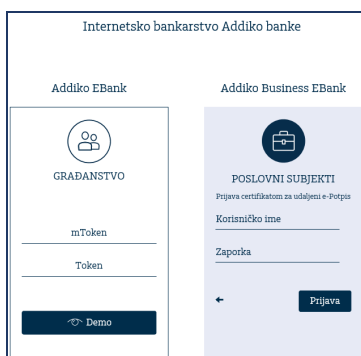 Internetsko bankarstvo Addiko banke
Addiko EBank
GRAĐANSTVO
mToken
Token
Demo
Addiko Business EBank
POSLOVNI SUBJEKTI
Prijava certifikatom za udaljeni e-Potpis
Korisničko ime
Zaporka
Prijava